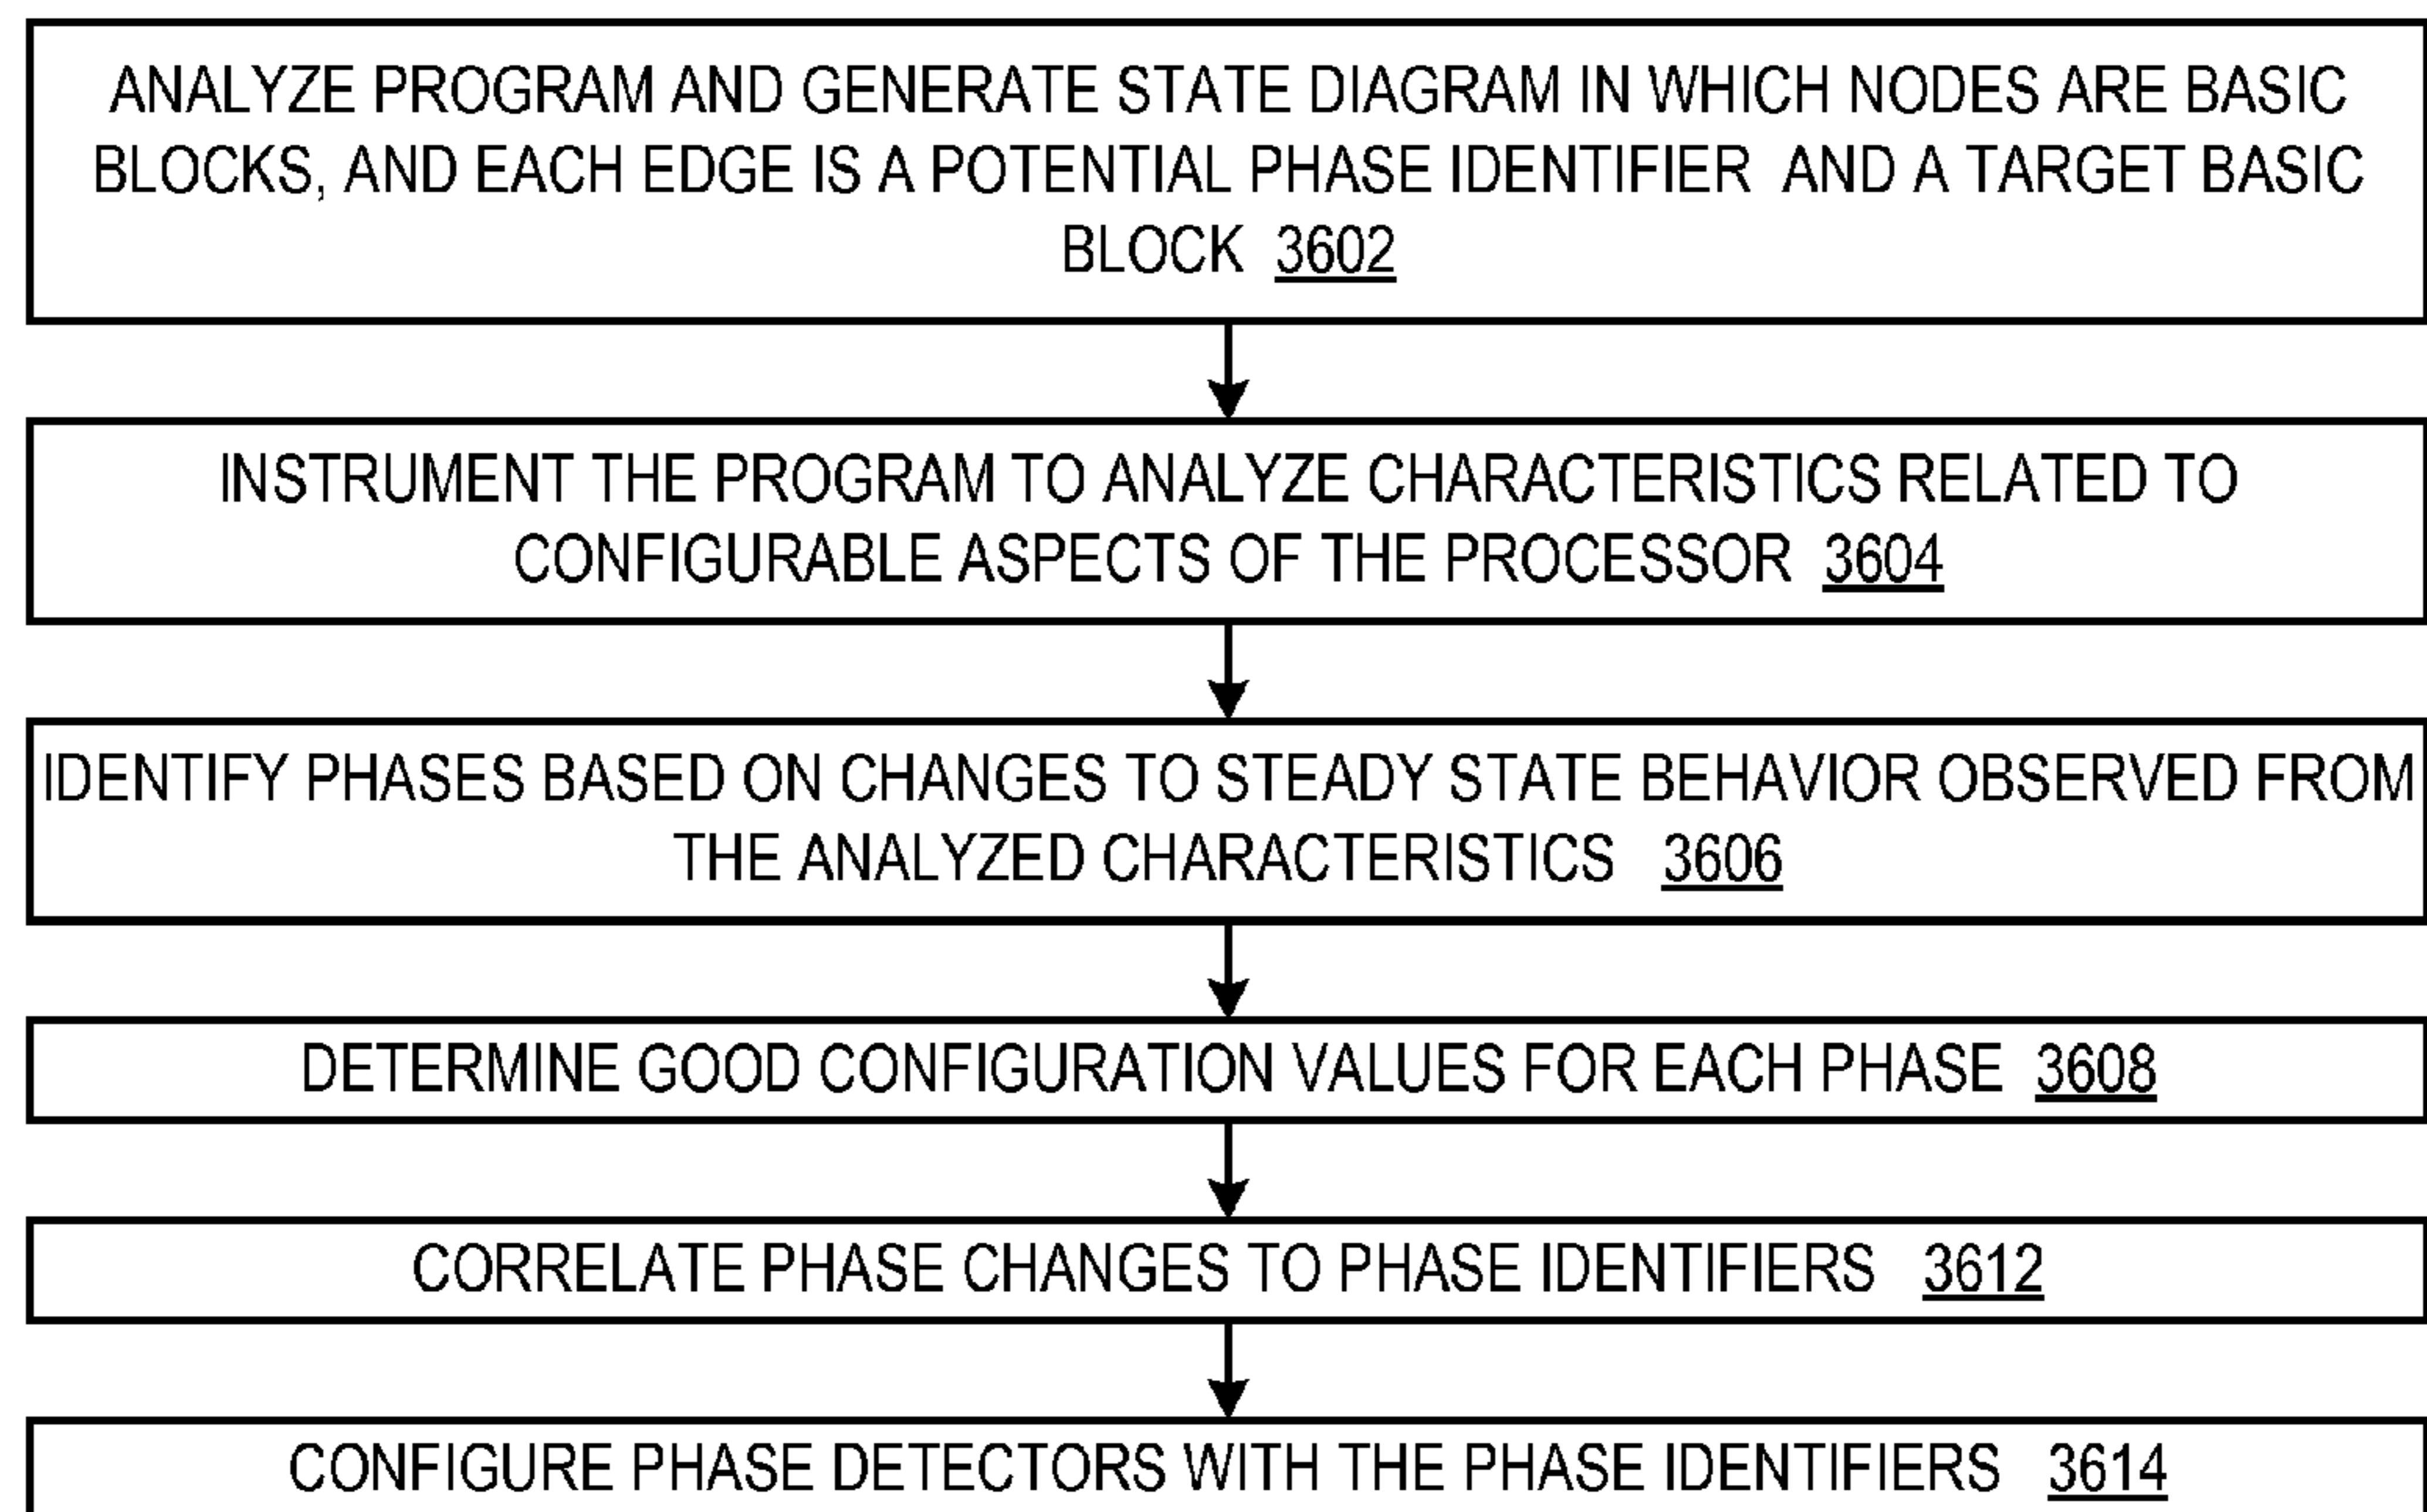 ANALYZE PROGRAM AND GENERATE STATE DIAGRAM IN WHICH NODES ARE BASIC
BLOCKS, AND EACH EDGE IS A POTENTIAL PHASE IDENTIFIER AND A TARGET BASIC
BLOCK 3602
INSTRUMENT THE PROGRAM TO ANALYZE CHARACTERISTICS RELATED TO
CONFIGURABLE ASPECTS OF THE PROCESSOR 3604
IDENTIFY PHASES BASED ON CHANGES TO STEADY STATE BEHAVIOR OBSERVED FROM
THE ANALYZED CHARACTERISTICS 3606
DETERMINE GOOD CONFIGURATION VALUES FOR EACH PHASE 3608
CORRELATE PHASE CHANGES TO PHASE IDENTIFIERS 3612
CONFIGURE PHASE DETECTORS WITH THE PHASE IDENTIFIERS 3614